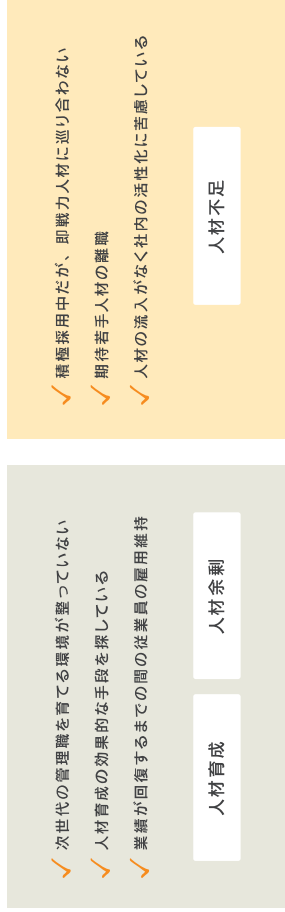 次世代の管理職を育てる環境が整っていない
人材育成の効果的な手段を探している
業績が回復するまでの間の従業員の雇用維持
人材育成
人材余剰
積極採用中だが、即戦力人材に巡り合わない
期待若手人材の離職
人材の流入がなく社内の活性化に苦慮している
人材不足